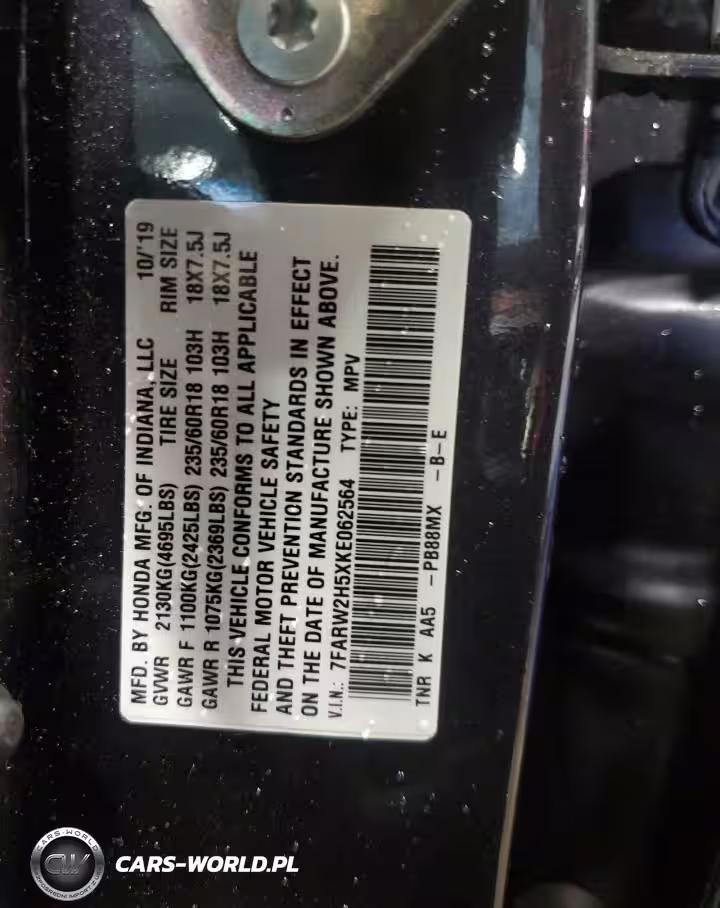 MFD. BY HONDA MFG. OF INDIANA, LLC 10/'19
GVWR 2130KG(4695LBS) TIRE SIZE RIM SIZE
GAWR F 1100KG(2425LBS) 235/60R18 103H 18X7.5J
GAWR R 1075KG(2369LBS) 235/60R18 103H 18X7.5J
THIS VEHICLE CONFORMS TO ALL APPLICABLE
FEDERAL MOTOR VEHICLE SAFETY
AND THEFT PREVENTION STANDARDS IN EFFECT
ON THE DATE OF MANUFACTURE SHOWN ABOVE.
V.I.N.: 7FARW2H5XKE062564 TYPE: MPV
TNR K AA5 -PB88MX -B-E
CARS-WORLD
CW
CARS-WORLD.PL